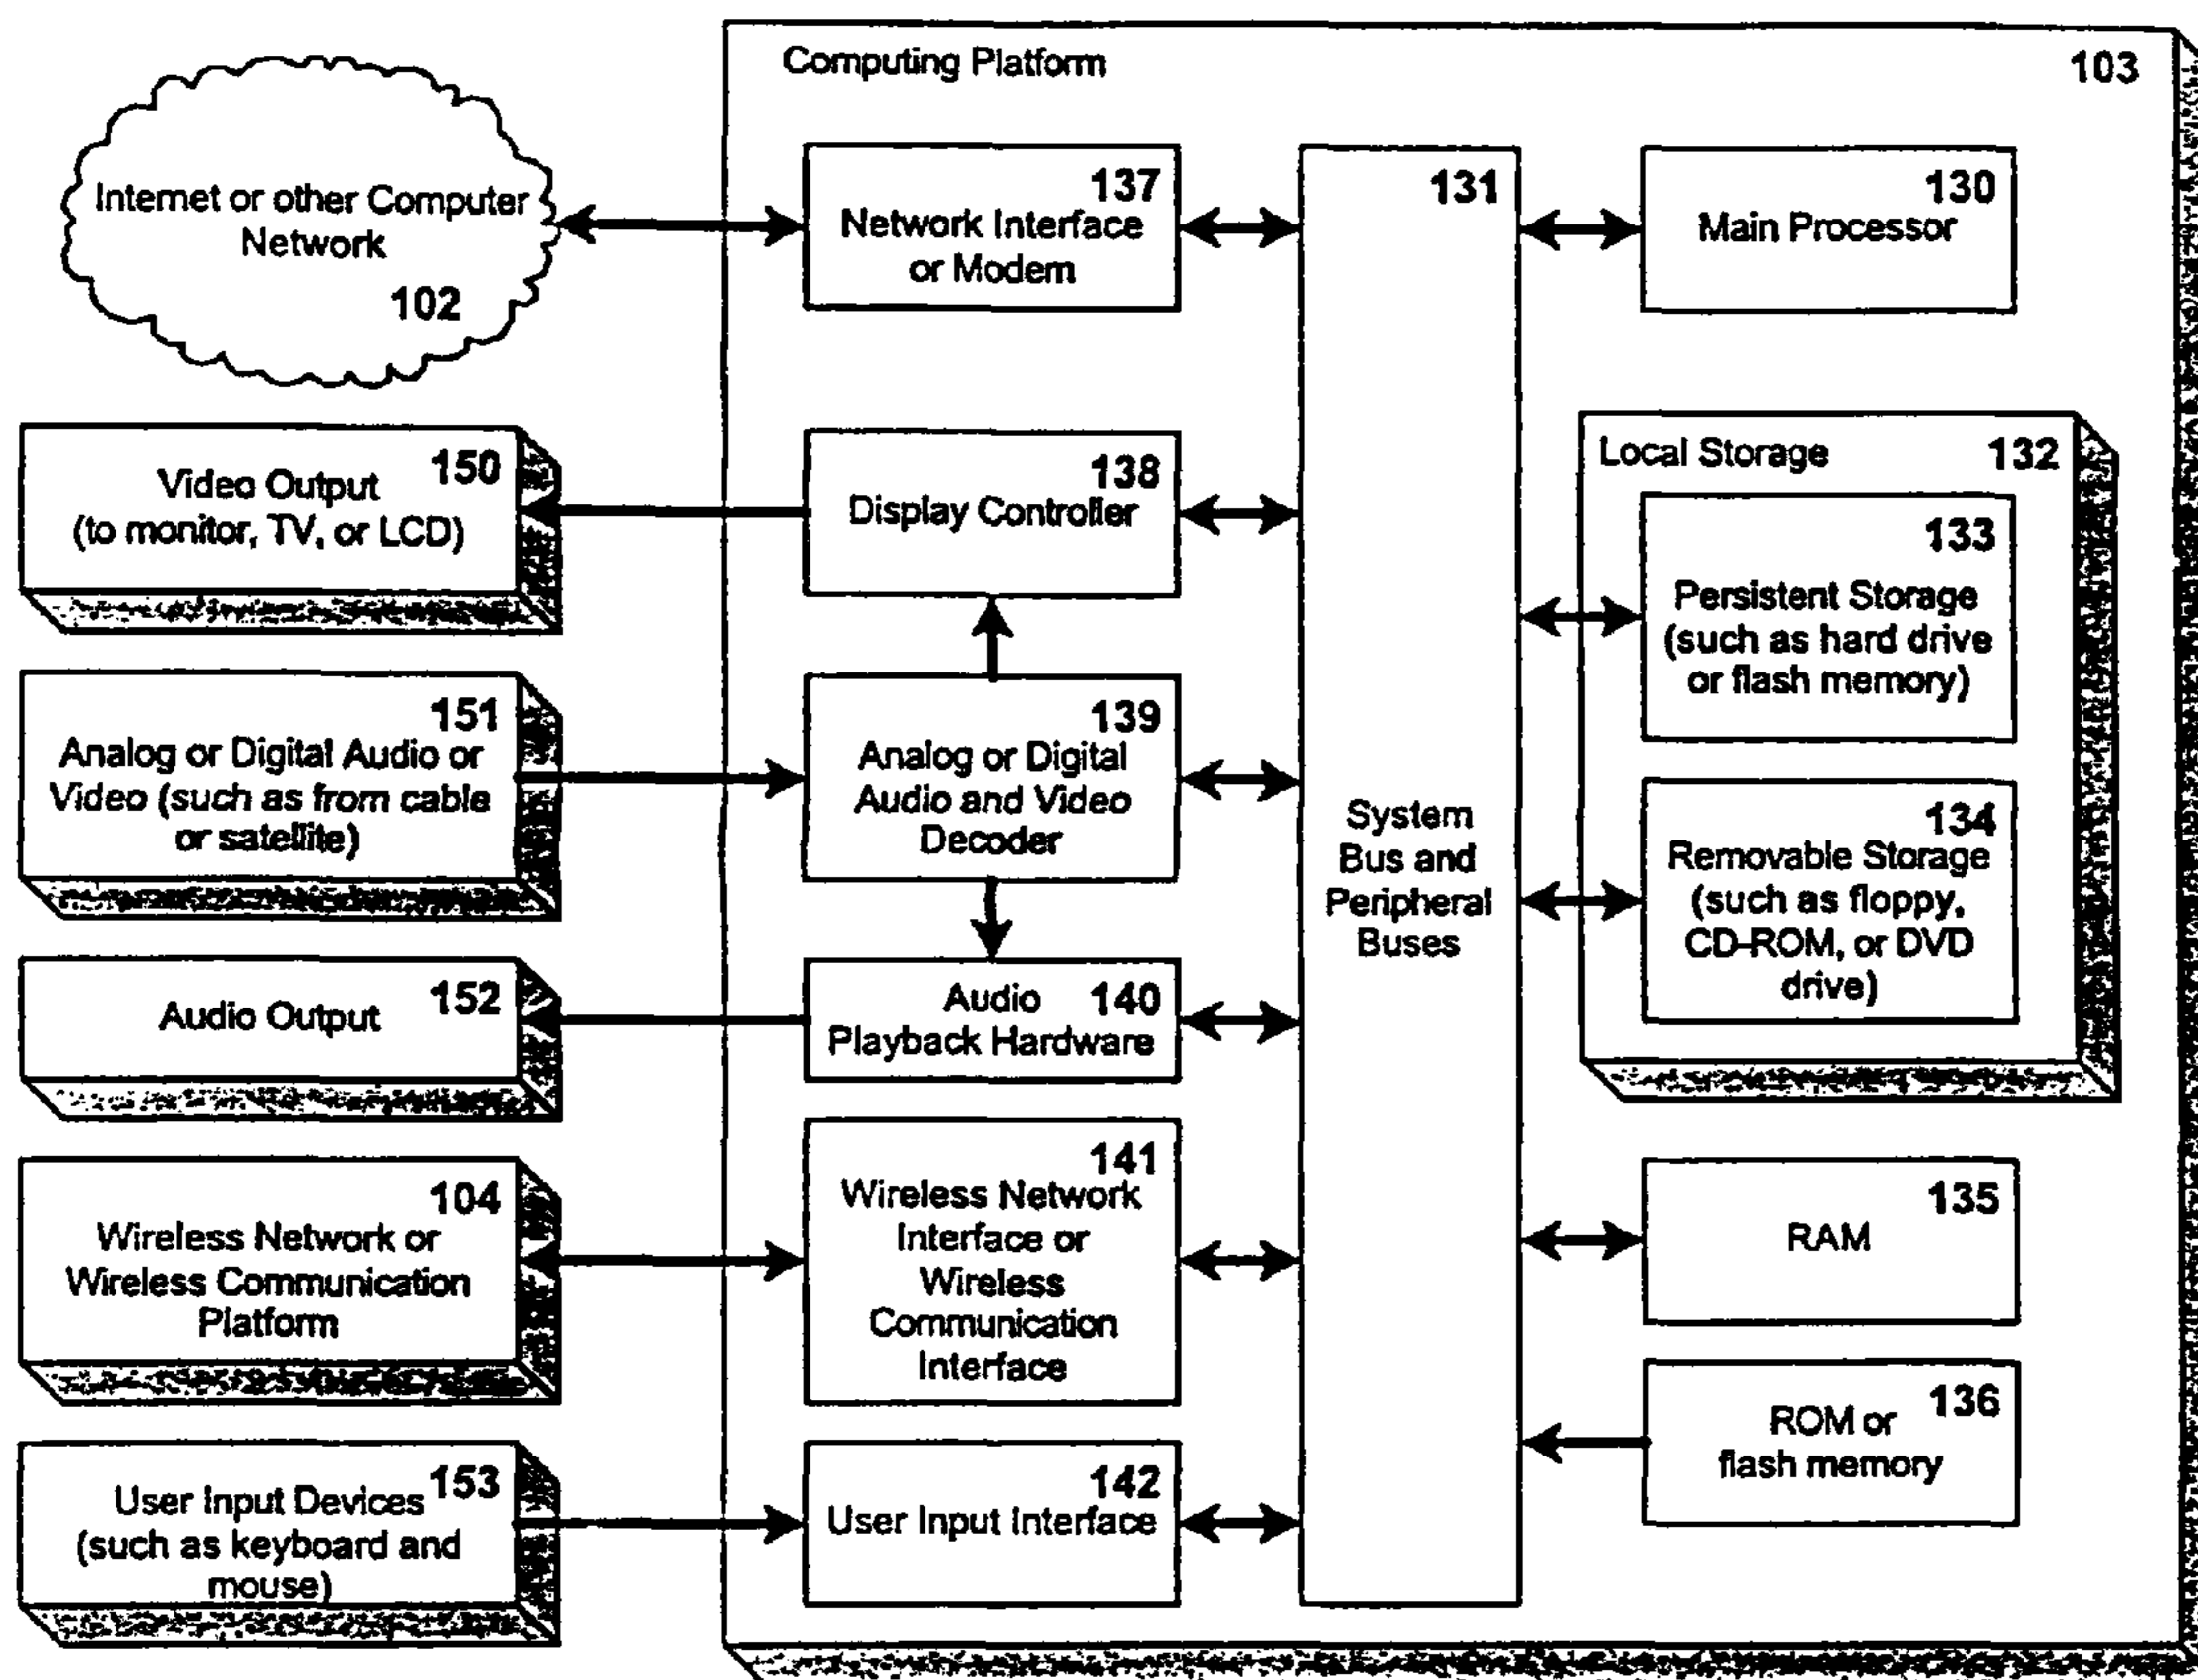 Computing Platform
103
Internet or other Computer
Network
102
137
Network Interface
or Modem
131
System
Bus and
Peripheral
Buses
130
Main Processor
150
Video Output
(to monitor, TV, or LCD)
138
Display Controller
Local Storage
132
133
Persistent Storage
(such as hard drive
or flash memory)
151
Analog or Digital Audio or
Video (such as from cable
or satellite)
139
Analog or Digital
Audio and Video
Decoder
134
Removable Storage
(such as floppy,
CD-ROM, or DVD
drive)
152
Audio Output
Audio 140
Playback Hardware
104
Wireless Network or
Wireless Communication
Platform
141
Wireless Network
Interface or
Wireless
Communication
Interface
135
RAM
136
ROM or
flash memory
153
User Input Devices
(such as keyboard and
mouse)
142
User Input Interface